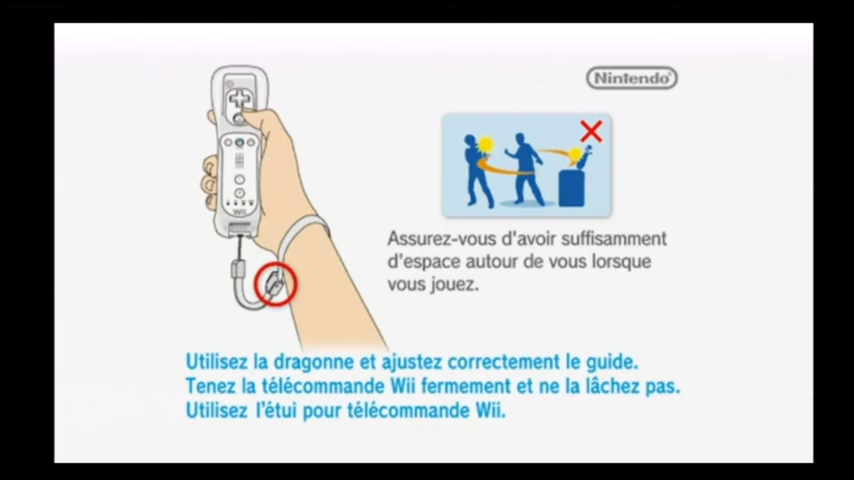 Nintendo
Wii
Assurez-vous d'avoir suffisamment
d'espace autour de vous lorsque
vous jouez.
Utilisez la dragonne et ajustez correctement le guide.
Tenez la télécommande Wii fermement et ne la lâchez pas.
Utilisez l'étui pour télécommande Wii.